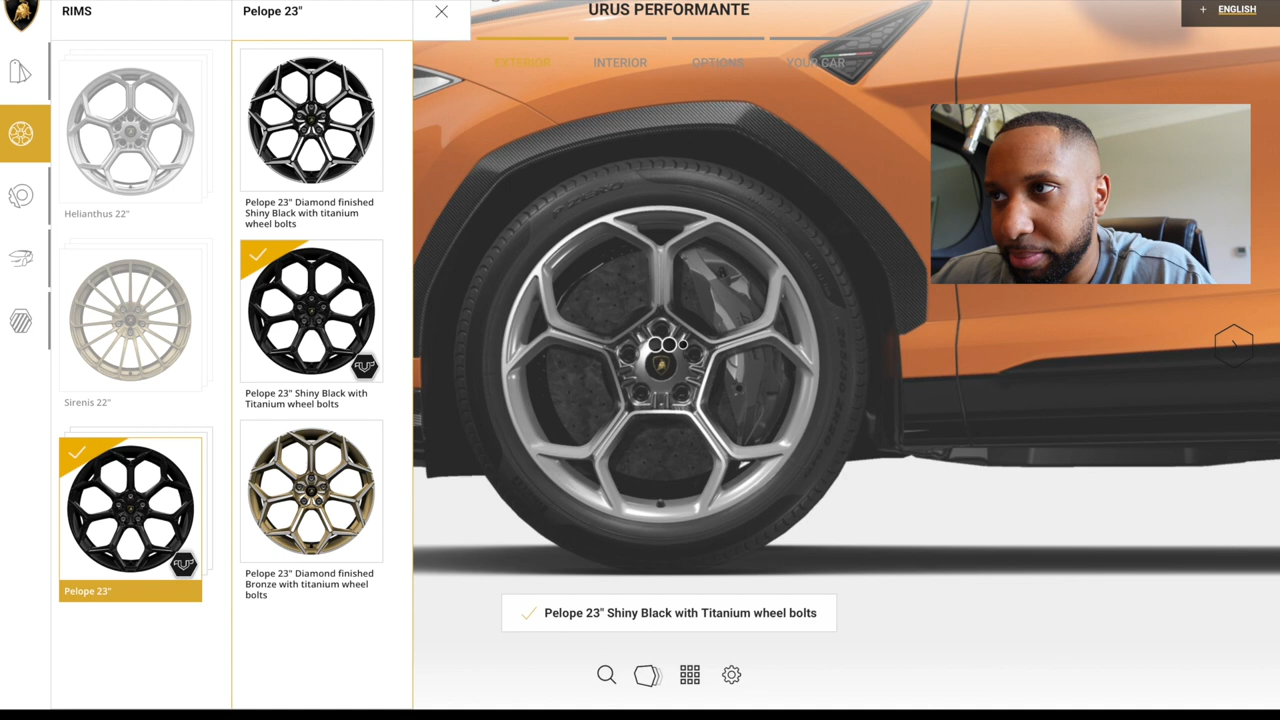 RIMS
Pelope 23"
URUS PERFORMANTE
+ ENGLISH
EXTERIOR
INTERIOR
OPTIONS
YOUR CAR
Helianthus 22"
Sirenis 22"
Pelope 23"
Pelope 23" Diamond finished
Shiny Black with titanium
wheel bolts
Pelope 23" Shiny Black with
Titanium wheel bolts
Pelope 23" Diamond finished
Bronze with titanium wheel
bolts
Pelope 23" Shiny Black with Titanium wheel bolts